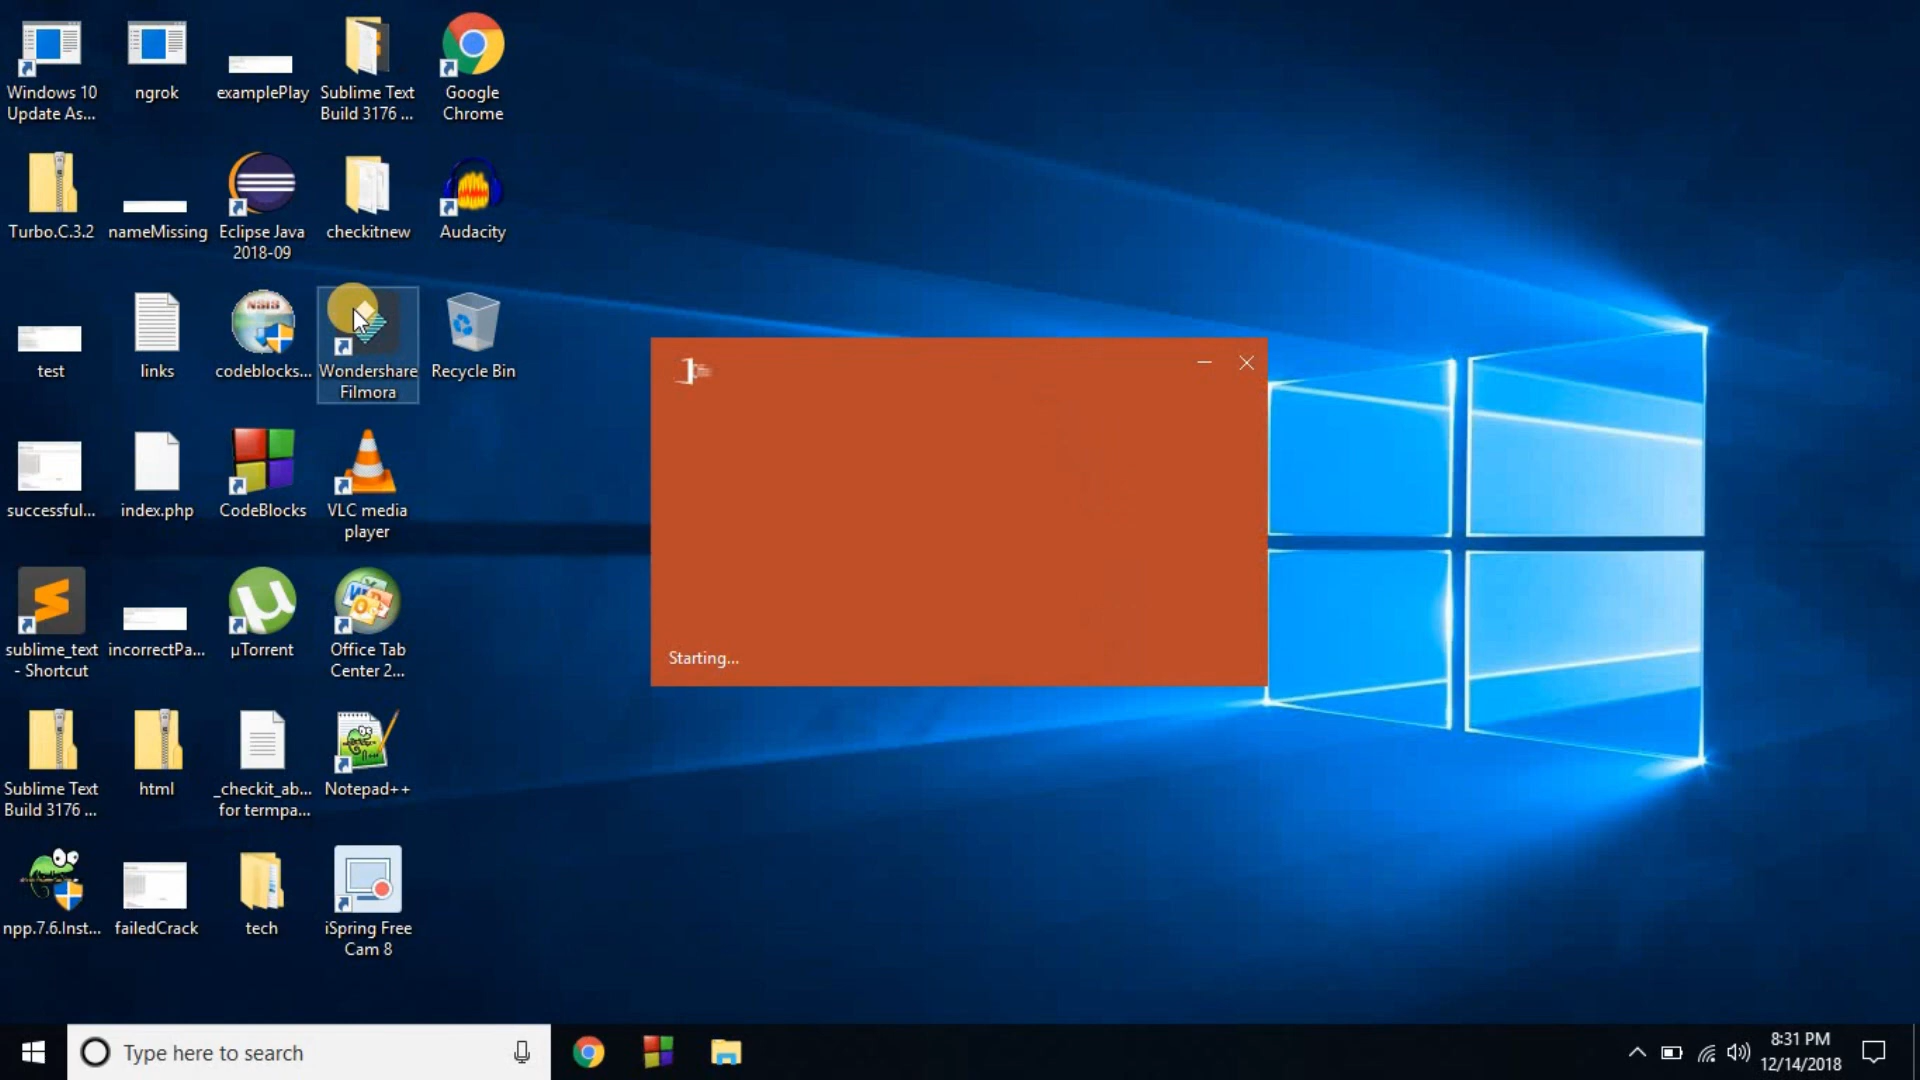 Windows 10
Update As...
ngrok
examplePlay
Sublime Text
Build 3176 ...
Google
Chrome
Turbo.C.3.2
nameMissing
Eclipse Java
2018-09
checkitnew
Audacity
test
links
NSIS
codeblocks...
Wondershare
Filmora
Recycle Bin
successful...
index.php
CodeBlocks
VLC media
player
sublime_text
- Shortcut
incorrectPa...
µTorrent
Office Tab
Center 2...
Sublime Text
Build 3176 ...
html
_checkit_ab...
for termpa...
Notepad++
npp.7.6.Inst...
failedCrack
tech
iSpring Free
Cam 8
Starting...
Type here to search
8:31 PM
12/14/2018